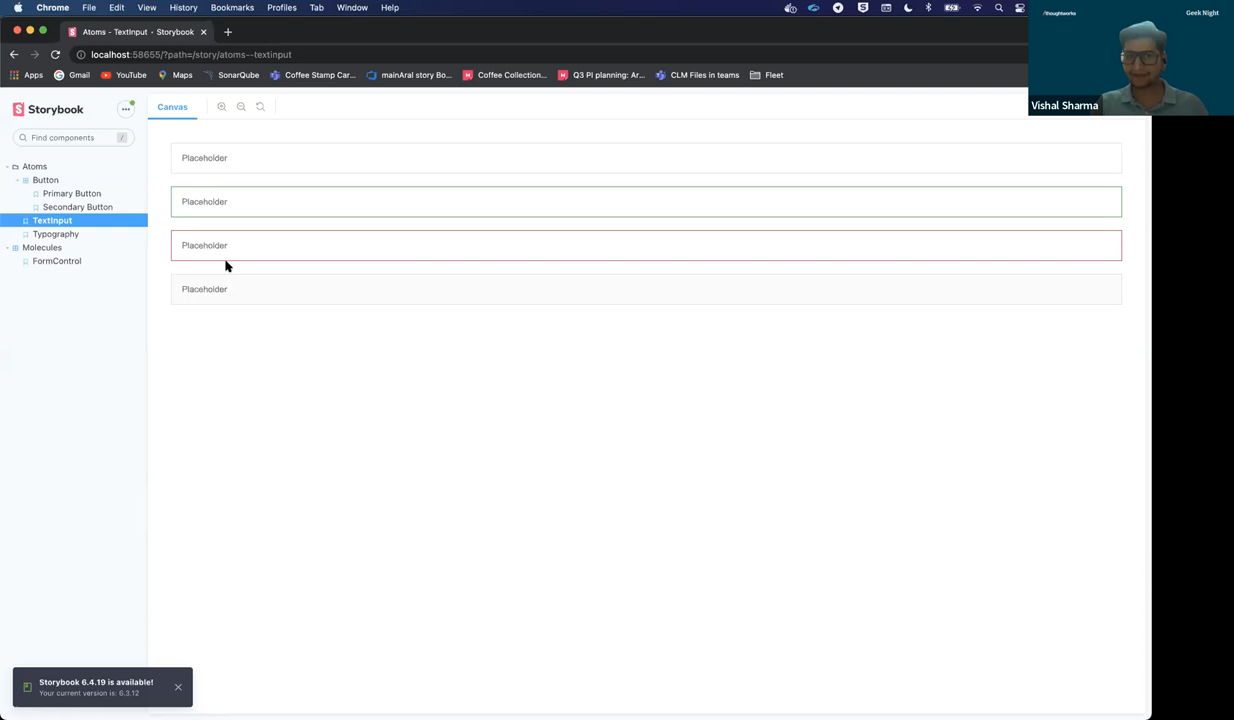 Chrome File Edit View History Bookmarks Profiles Tab Window Help
/thoughtworks
Geek Night
Atoms - TextInput · Storybook
localhost:58655/?path=/story/atoms--textinput
Apps Gmail YouTube Maps SonarQube Coffee Stamp Car... mainAral story Bo... Coffee Collection... Q3 PI planning: Ar... CLM Files in teams Fleet
Vishal Sharma
Storybook
Canvas
Find components /
Atoms
Button
Primary Button
Secondary Button
TextInput
Typography
Molecules
FormControl
Placeholder
Placeholder
Placeholder
Placeholder
Storybook 6.4.19 is available!
Your current version is: 6.3.12